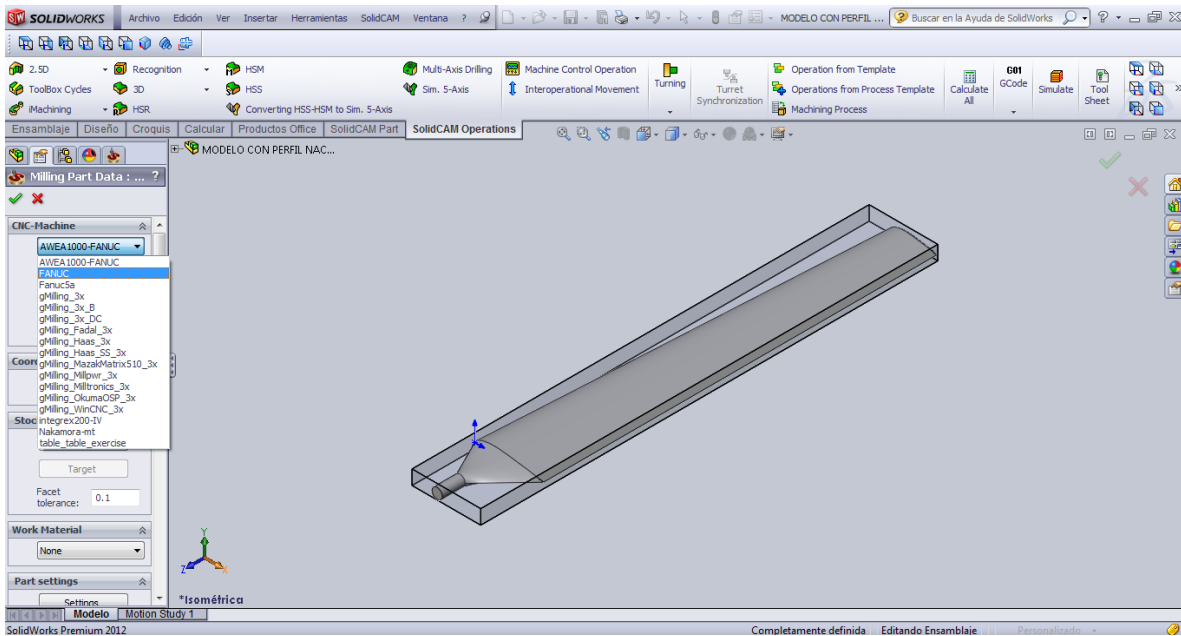 SOLIDWORKS Archivo Edición Ver Insertar Herramientas SolidCAM Ventana ? MODELO CON PERFIL ... Buscar en la Ayuda de SolidWorks
2.5D Recognition HSM Multi-Axis Drilling Machine Control Operation Turning Turret Synchronization Operation from Template Calculate All G01 GCode Simulate Tool Sheet
ToolBox Cycles 3D HSS Sim. 5-Axis Interoperational Movement Operations from Process Template
iMachining HSR Converting HSS-HSM to Sim. 5-Axis Machining Process
Ensamblaje Diseño Croquis Calcular Productos Office SolidCAM Part SolidCAM Operations
MODELO CON PERFIL NAC...
Milling Part Data : ... ?
CNC-Machine
AWEA1000-FANUC
AWEA1000-FANUC
FANUC
Fanuc5a
gMilling_3x
gMilling_3x_B
gMilling_3x_DC
gMilling_Fadal_3x
gMilling_Haas_3x
gMilling_Haas_SS_3x
gMilling_MazakMatrix510_3x
gMilling_Millpwr_3x
gMilling_Milltronics_3x
gMilling_OkumaOSP_3x
gMilling_WinCNC_3x
integrex200-IV
Nakamora-mt
table_table_exercise
Coor
Stoc
Target
Facet tolerance: 0.1
Work Material
None
Part settings
Settings
Y
Z
X
*Isométrica
Modelo Motion Study 1
SolidWorks Premium 2012 Completamente definida Editando Ensamblaje Personalizado